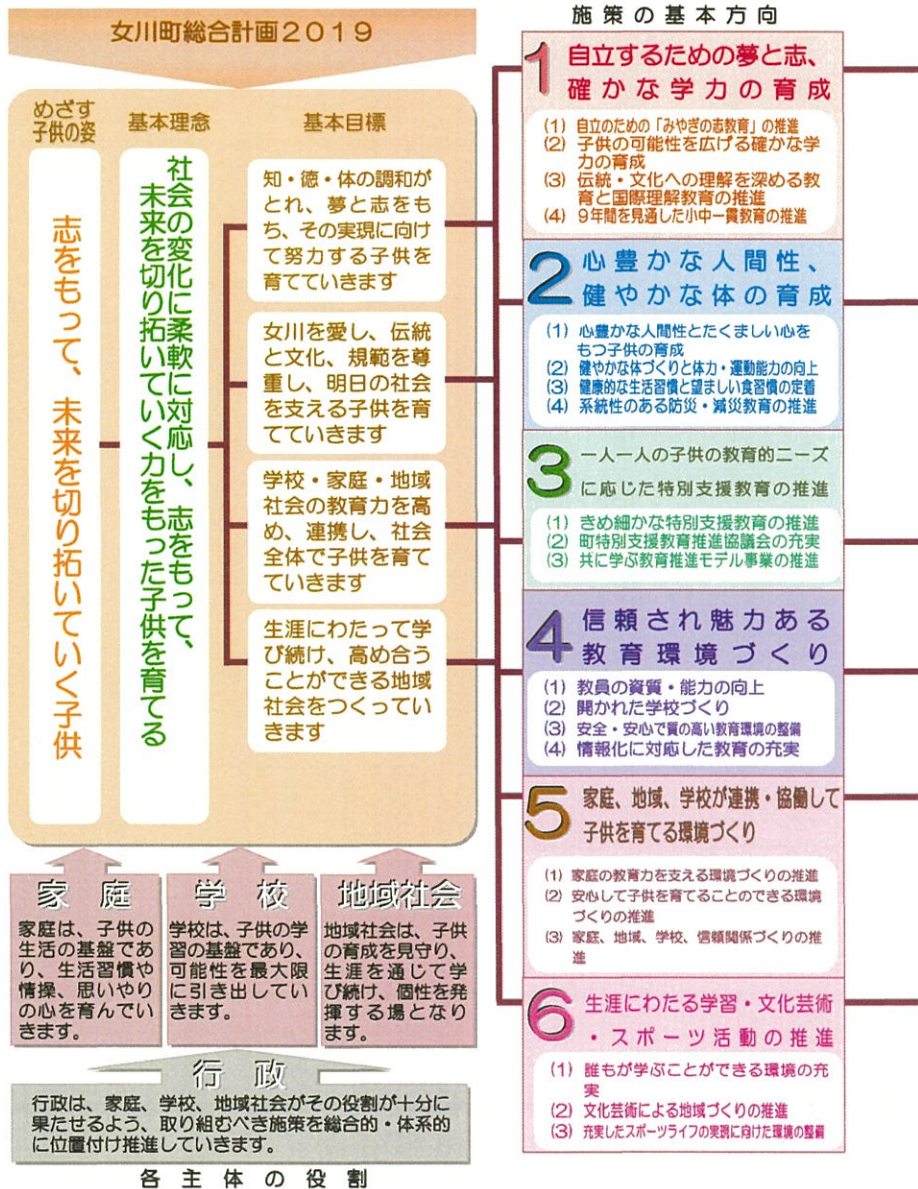 女川町総合計画2019
めざす
子供の姿
志をもって、未来を切り拓いていく子供
基本理念
社会の変化に柔軟に対応し、志をもって、
未来を切り拓いていく力をもった子供を育てる
基本目標
知・徳・体の調和が
とれ、夢と志をも
ち、その実現に向け
て努力する子供を
育てていきます
女川を愛し、伝統
と文化、規範を尊
重し、明日の社会
を支える子供を育
てていきます
学校・家庭・地域
社会の教育力を高
め、連携し、社会
全体で子供を育て
ていきます
生涯にわたって学
び続け、高め合う
ことができる地域
社会をつくってい
きます
家庭
家庭は、子供の
生活の基盤であ
り、生活習慣や
情操、思いやり
の心を育んでい
きます。
学校
学校は、子供の学
習の基盤であり、
可能性を最大限
に引き出してい
きます。
地域社会
地域社会は、子供
の育成を見守り、
生涯を通じて学
び続け、個性を発
揮する場となり
ます。
行政
行政は、家庭、学校、地域社会がその役割が十分に
果たせるよう、取り組むべき施策を総合的・体系的
に位置付け推進していきます。
各主体の役割
施策の基本方向
1 自立するための夢と志、
確かな学力の育成
(1) 自立のための「みやぎの志教育」の推進
(2) 子供の可能性を広げる確かな学
力の育成
(3) 伝統・文化への理解を深める教
育と国際理解教育の推進
(4) 9年間を見通した小中一貫教育の推進
2 心豊かな人間性、
健やかな体の育成
(1) 心豊かな人間性とたくましい心を
もつ子供の育成
(2) 健やかな体づくりと体力・運動能力の向上
(3) 健康的な生活習慣と望ましい食習慣の定着
(4) 系統性のある防災・減災教育の推進
3 一人一人の子供の教育的ニーズ
に応じた特別支援教育の推進
(1) きめ細かな特別支援教育の推進
(2) 町特別支援教育推進協議会の充実
(3) 共に学ぶ教育推進モデル事業の推進
4 信頼され魅力ある
教育環境づくり
(1) 教員の資質・能力の向上
(2) 開かれた学校づくり
(3) 安全・安心で質の高い教育環境の整備
(4) 情報化に対応した教育の充実
5 家庭、地域、学校が連携・協働して
子供を育てる環境づくり
(1) 家庭の教育力を支える環境づくりの推進
(2) 安心して子供を育てることのできる環境
づくりの推進
(3) 家庭、地域、学校、信頼関係づくりの推
進
6 生涯にわたる学習・文化芸術
・スポーツ活動の推進
(1) 誰もが学ぶことができる環境の充
実
(2) 文化芸術による地域づくりの推進
(3) 充実したスポーツライフの実現に向けた環境の整備